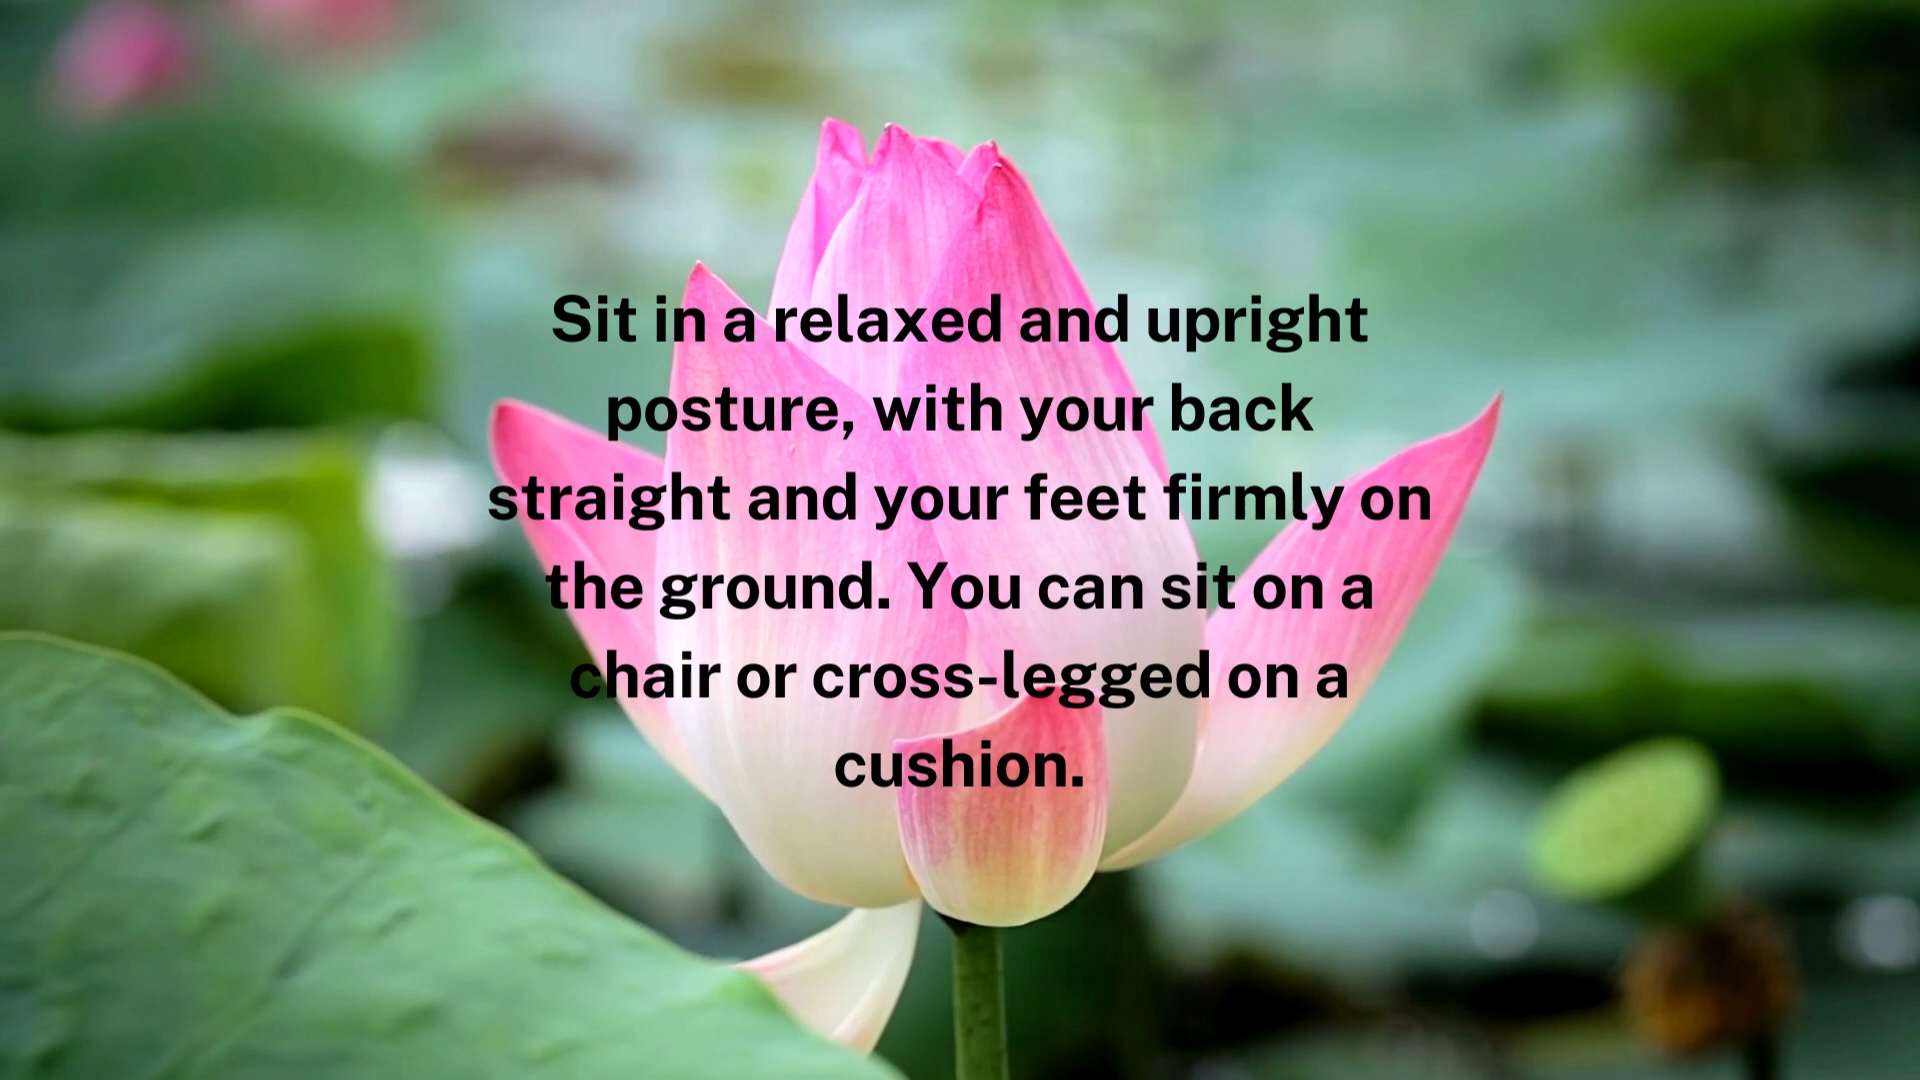 Sit in a relaxed and upright
posture, with your back
straight and your feet firmly on
the ground. You can sit on a
chair or cross-legged on a
cushion.